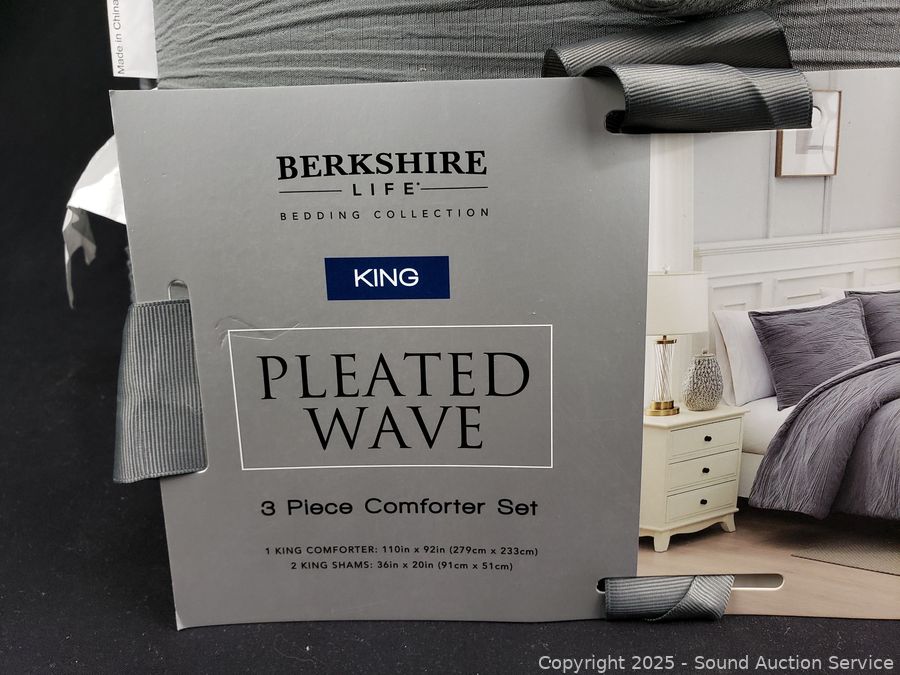 Made in China
BERKSHIRE
LIFE
BEDDING COLLECTION
KING
PLEATED
WAVE
3 Piece Comforter Set
1 KING COMFORTER: 110in x 92in (279cm x 233cm)
2 KING SHAMS: 36in x 20in (91cm x 51cm)
Copyright 2025 - Sound Auction Service